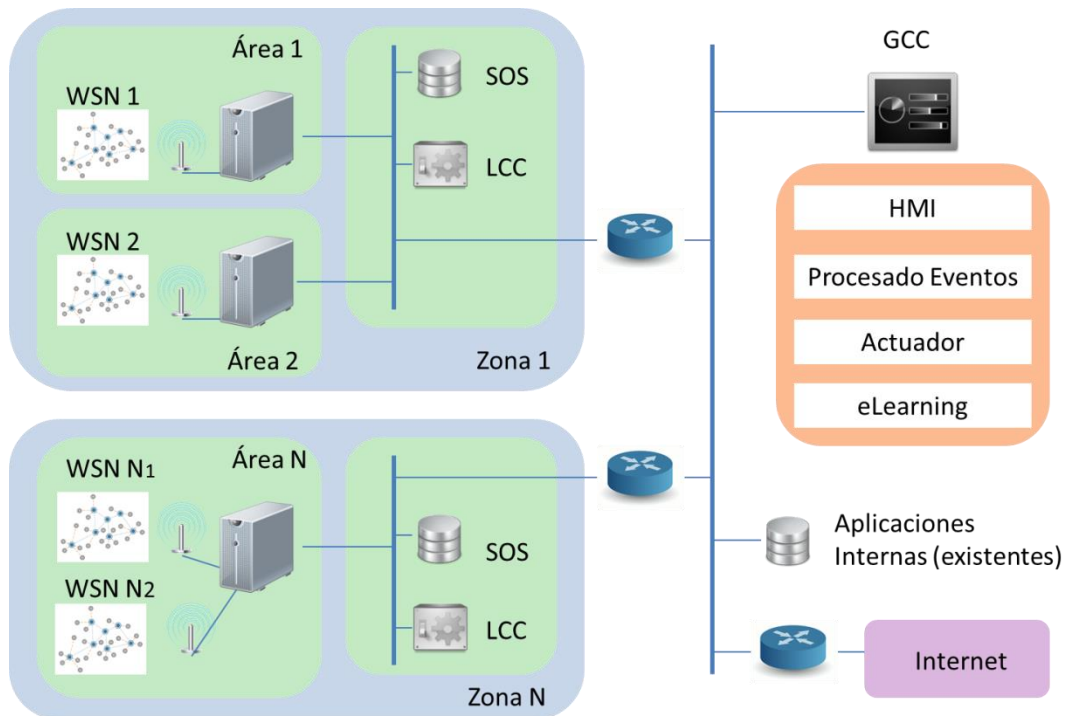 Área 1
WSN 1
SOS
LCC
WSN 2
Área 2
Zona 1
Área N
WSN N1
WSN N2
SOS
LCC
Zona N
GCC
HMI
Procesado Eventos
Actuador
eLearning
Aplicaciones
Internas (existentes)
Internet